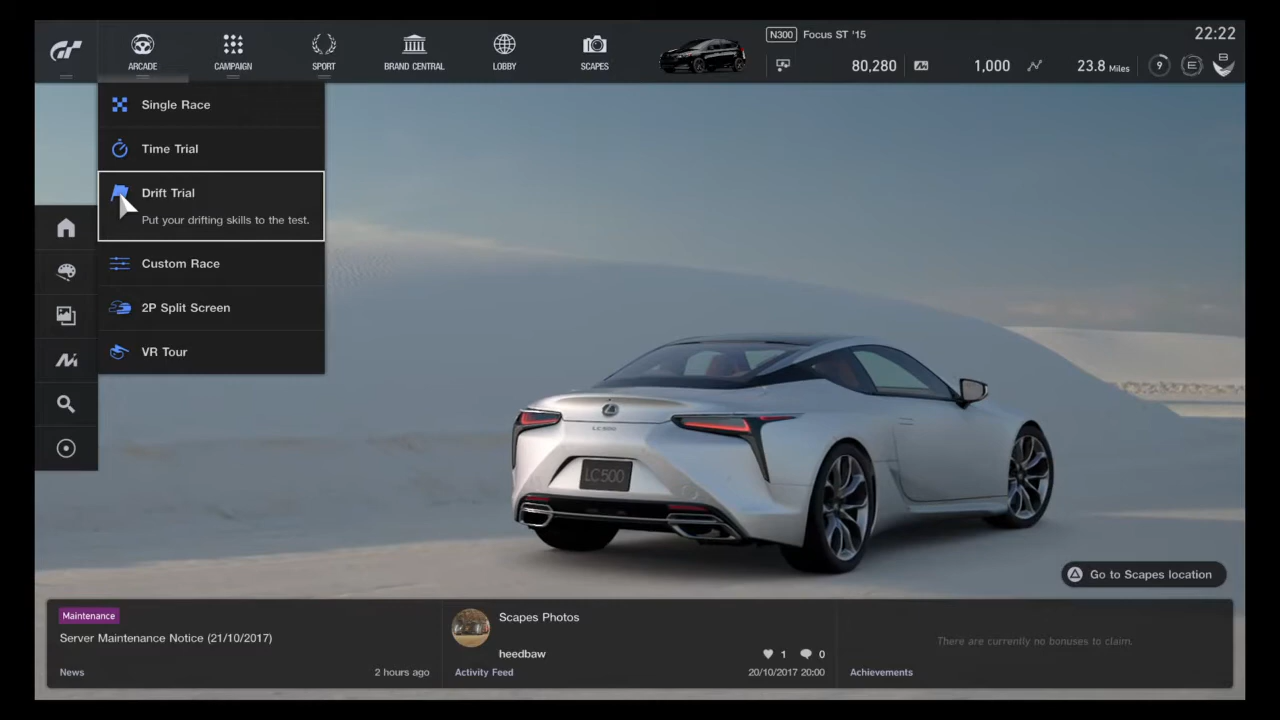 ARCADE
CAMPAIGN
SPORT
BRAND CENTRAL
LOBBY
SCAPES
N300 Focus ST '15
22:22
80,280
1,000
23.8 Miles
9
E
Single Race
Time Trial
Drift Trial
Put your drifting skills to the test.
Custom Race
2P Split Screen
VR Tour
LC500
LC500
Go to Scapes location
Maintenance
Server Maintenance Notice (21/10/2017)
News
2 hours ago
Scapes Photos
heedbaw
1
0
Activity Feed
20/10/2017 20:00
There are currently no bonuses to claim.
Achievements